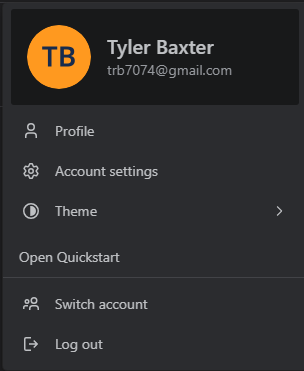 TB
Tyler Baxter
trb7074@gmail.com
Profile
Account settings
Theme
Open Quickstart
Switch account
Log out